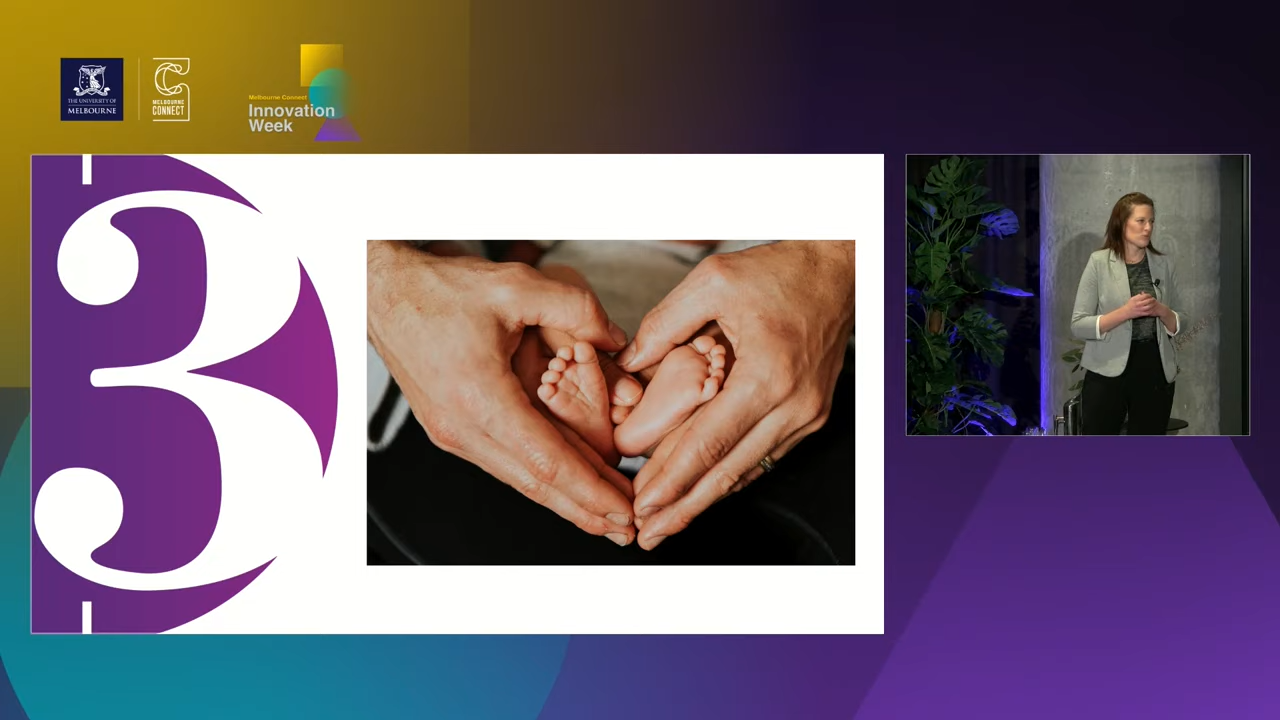 THE UNIVERSITY OF
MELBOURNE
MELBOURNE
CONNECT
Melbourne Connect
Innovation
Week
3